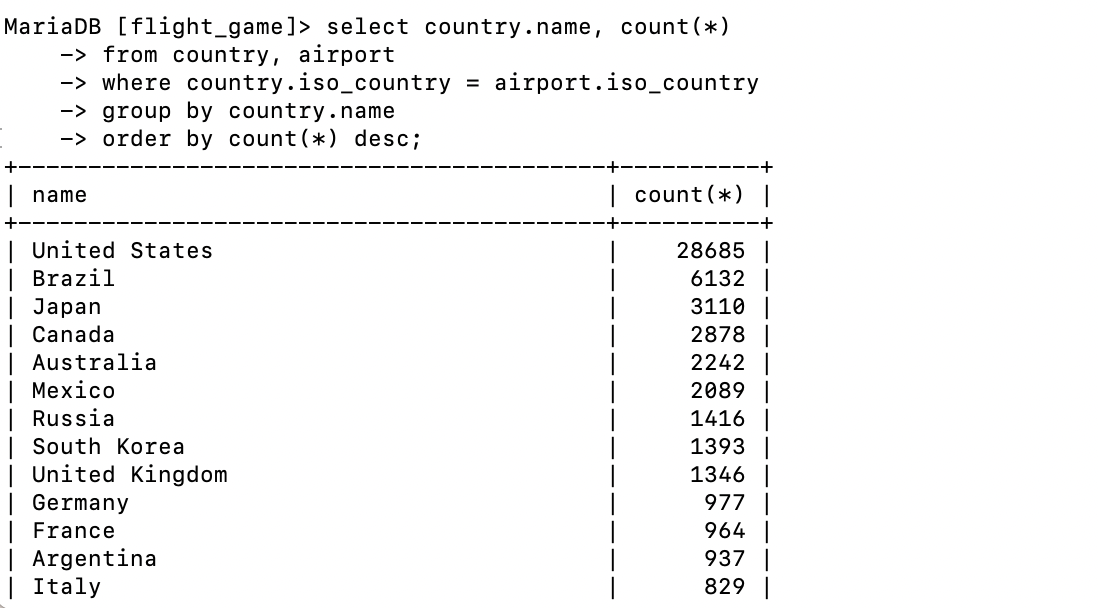 MariaDB [flight_game]> select country.name, count(*)
    -> from country, airport
    -> where country.iso_country = airport.iso_country
    -> group by country.name
    -> order by count(*) desc;
+------------------------------------------+----------+
| name                                     | count(*) |
+------------------------------------------+----------+
| United States                            |    28685 |
| Brazil                                   |     6132 |
| Japan                                    |     3110 |
| Canada                                   |     2878 |
| Australia                                |     2242 |
| Mexico                                   |     2089 |
| Russia                                   |     1416 |
| South Korea                              |     1393 |
| United Kingdom                           |     1346 |
| Germany                                  |      977 |
| France                                   |      964 |
| Argentina                                |      937 |
| Italy                                    |      829 |